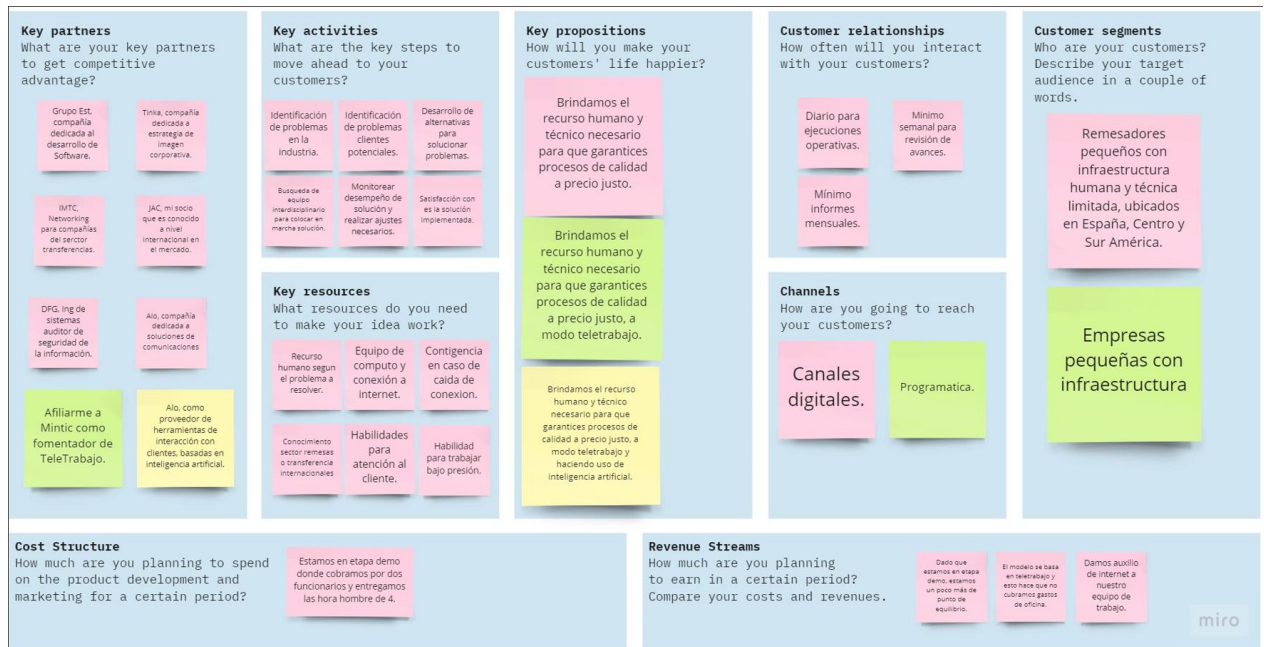 Key partners
What are your key partners
to get competitive
advantage?
Grupo Est,
compañía
dedicada al
desarrollo de
Software.
Tinka, compañía
dedicada a
estrategia de
imagen
corporativa.
IMTC,
Networking
para compañías
del serctor
transferencias.
JAC, mi socio
que es conocido
a nivel
internacional en
el mercado.
DFG, Ing de
sistemas
auditor de
seguridad de
la información.
Alo, compañía
dedicada a
soluciones de
comunicaciones
Afiliarme a
Mintic como
fomentador de
TeleTrabajo.
Alo, como
proveedor de
herramientas de
interacción con
clientes, basadas en
inteligencia artificial.
Key activities
What are the key steps to
move ahead to your
customers?
Identificación
de problemas
en la
industria.
Identificación
de problemas
clientes
potenciales.
Desarrollo de
alternativas
para
solucionar
problemas.
Busqueda de
equipo
interdisciplinario
para colocar en
marcha solución.
Monitorear
desempeño de
solución y
realizar ajustes
necesarios.
Satisfacción con
es la solución
implementada.
Key resources
What resources do you need
to make your idea work?
Recurso
humano segun
el problema a
resolver.
Equipo de
computo y
conexión a
internet.
Contigencia
en caso de
caida de
conexion.
Conocimiento
sector remesas
o transferencia
internacionales
Habilidades
para
atención al
cliente.
Habilidad
para trabajar
bajo presión.
Key propositions
How will you make your
customers' life happier?
Brindamos el
recurso humano y
técnico necesario
para que garantices
procesos de calidad
a precio justo.
Brindamos el
recurso humano y
técnico necesario
para que garantices
procesos de calidad
a precio justo, a
modo teletrabajo.
Brindamos el recurso
humano y técnico
necesario para que
garantices procesos de
calidad a precio justo, a
modo teletrabajo y
haciendo uso de
inteligencia artificial.
Customer relationships
How often will you interact
with your customers?
Diario para
ejecuciones
operativas.
Minimo
semanal para
revisión de
avances.
Mínimo
informes
mensuales.
Channels
How are you going to reach
your customers?
Canales
digitales.
Programatica.
Customer segments
Who are your customers?
Describe your target
audience in a couple of
words.
Remesadores
pequeños con
infraestructura
humana y técnica
limitada, ubicados
en España, Centro y
Sur América.
Empresas
pequeñas con
infraestructura
Cost Structure
How much are you planning to spend
on the product development and
marketing for a certain period?
Estamos en etapa demo
donde cobramos por dos
funcionarios y entregamos
las hora hombre de 4.
Revenue Streams
How much are you planning
to earn in a certain period?
Compare your costs and revenues.
Dado que
estamos en etapa
demo, estamos
un poco más de
punto de
equilibrio.
El modelo se basa
en teletrabajo y
esto hace que no
cubramos gastos
de oficina.
Damos auxilio
de internet a
nuestro
equipo de
trabajo.
miro